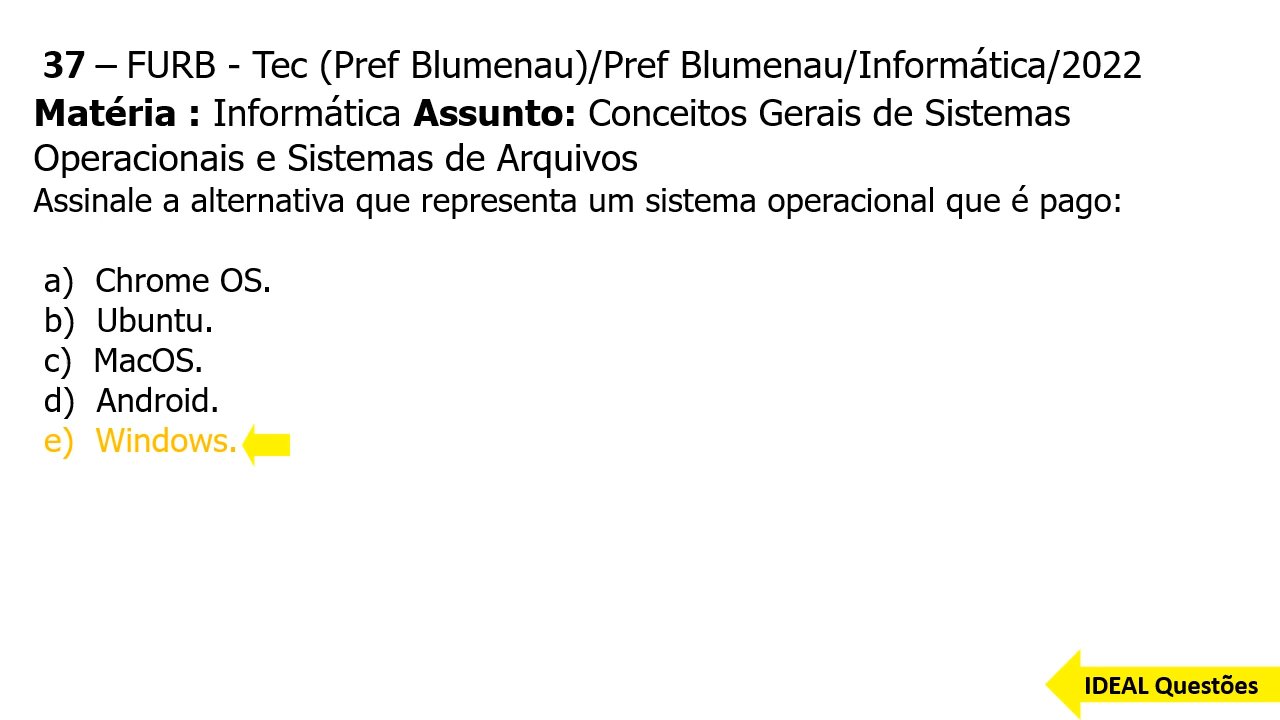 37 – FURB - Tec (Pref Blumenau)/Pref Blumenau/Informática/2022
Matéria : Informática Assunto: Conceitos Gerais de Sistemas
Operacionais e Sistemas de Arquivos
Assinale a alternativa que representa um sistema operacional que é pago:
a) Chrome OS.
b) Ubuntu.
c) MacOS.
d) Android.
e) Windows.
IDEAL Questões